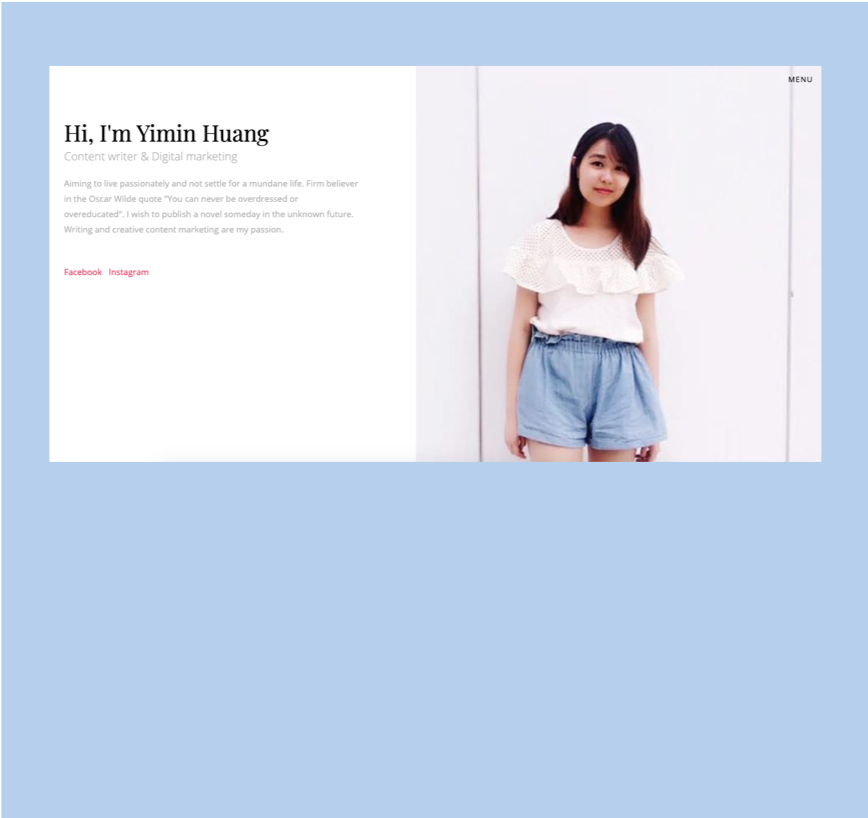 MENU
Hi, I'm Yimin Huang
Content writer & Digital marketing
Aiming to live passionately and not settle for a mundane life. Firm believer
in the Oscar Wilde quote "You can never be overdressed or
overeducated". I wish to publish a novel someday in the unknown future.
Writing and creative content marketing are my passion.
Facebook Instagram